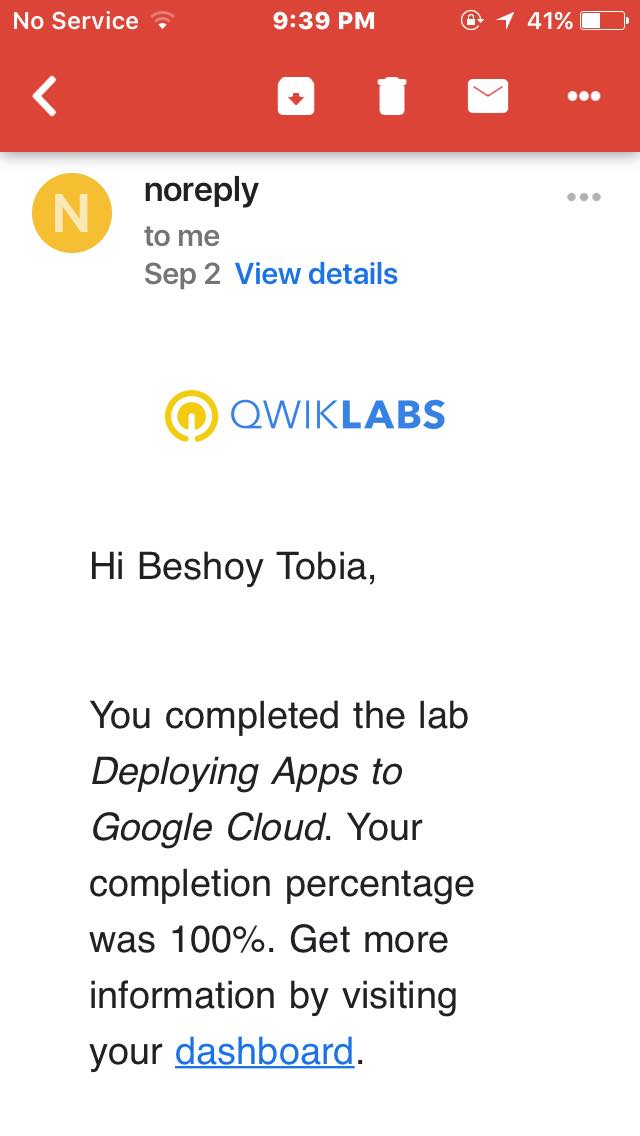 No Service 9:39 PM 41%
N
noreply
to me
Sep 2 View details
QWIKLABS
Hi Beshoy Tobia,
You completed the lab
Deploying Apps to
Google Cloud. Your
completion percentage
was 100%. Get more
information by visiting
your dashboard.